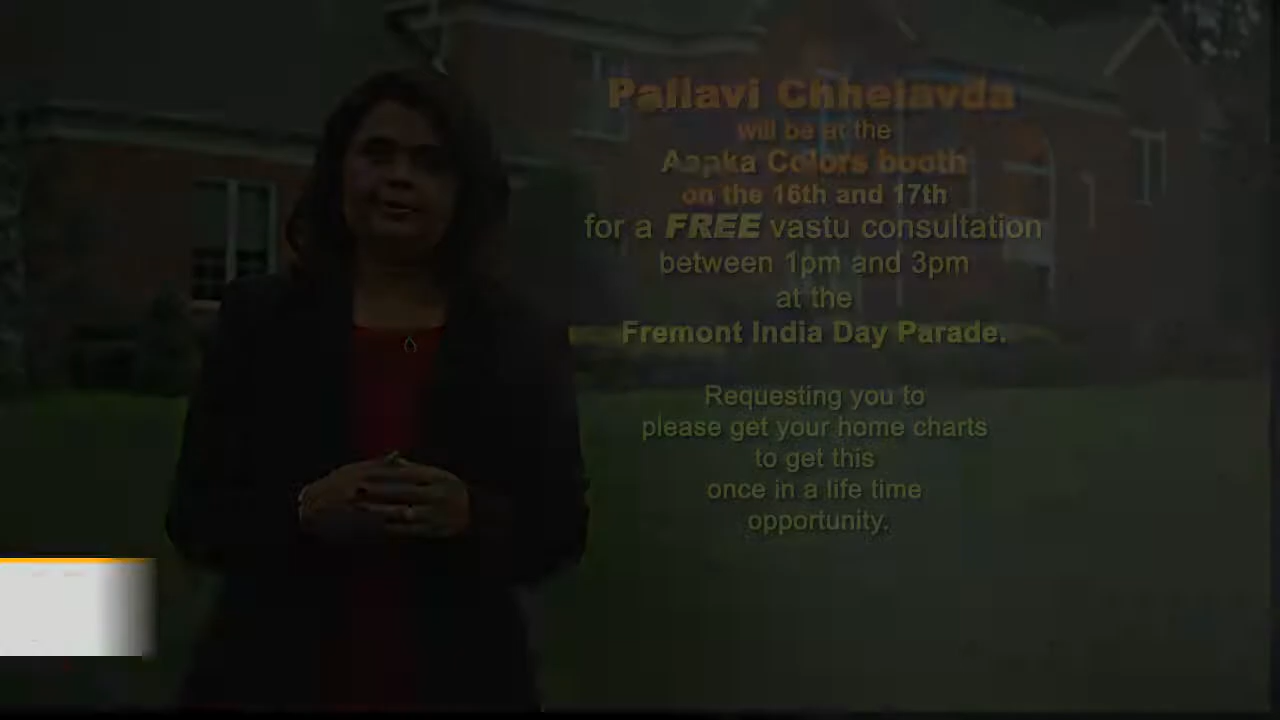 Pallavi Chhelavda
will be at the
Aapka Colors booth
on the 16th and 17th
for a FREE vastu consultation
between 1pm and 3pm
at the
Fremont India Day Parade.
Requesting you to
please get your home charts
to get this
once in a life time
opportunity.